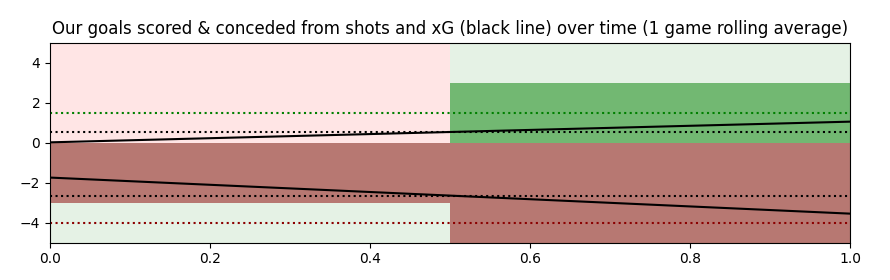 Our goals scored & conceded from shots and xG (black line) over time (1 game rolling average)
4
2
0
−2
−4
0.0 0.2 0.4 0.6 0.8 1.0